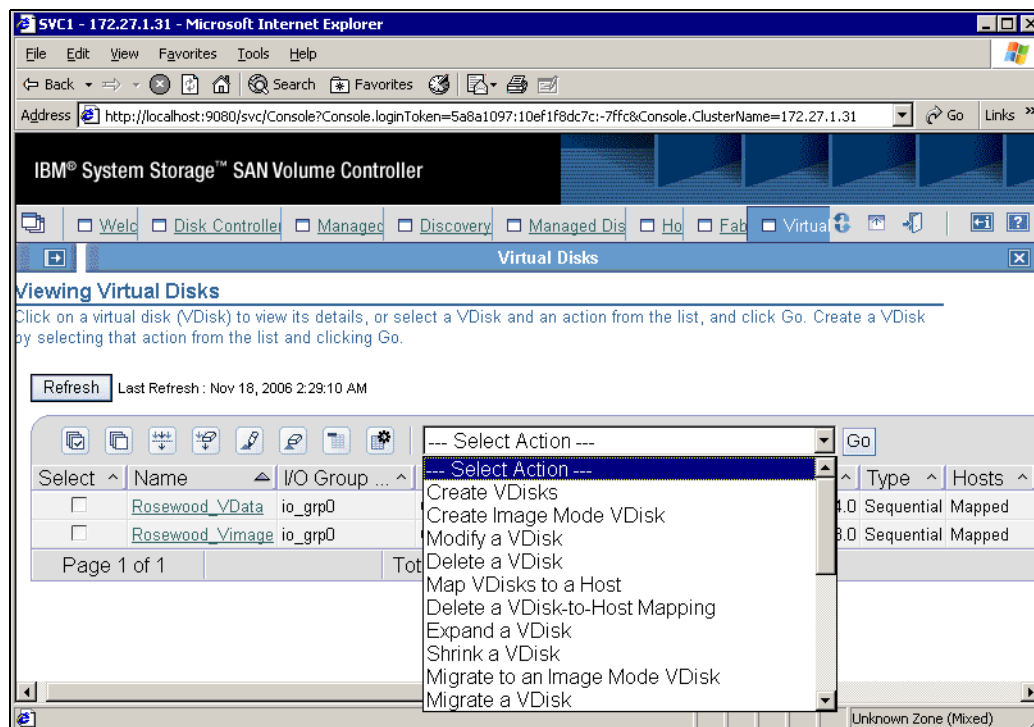 SVC1 - 172.27.1.31 - Microsoft Internet Explorer
File Edit View Favorites Tools Help
Back Search Favorites
Address http://localhost:9080/svc/Console?Console.loginToken=5a8a1097:10ef1f8dc7c:-7ffc&Console.ClusterName=172.27.1.31 Go Links »
IBM® System Storage™ SAN Volume Controller
Welc Disk Controller Managed Discovery Managed Dis Ho Fab Virtual
Virtual Disks
Viewing Virtual Disks
Click on a virtual disk (VDisk) to view its details, or select a VDisk and an action from the list, and click Go. Create a VDisk
by selecting that action from the list and clicking Go.
Refresh Last Refresh : Nov 18, 2006 2:29:10 AM
--- Select Action --- Go
Select Name I/O Group ... Type Hosts
Rosewood_VData io_grp0 4.0 Sequential Mapped
Rosewood_Vimage io_grp0 3.0 Sequential Mapped
Page 1 of 1 Tot
--- Select Action ---
Create VDisks
Create Image Mode VDisk
Modify a VDisk
Delete a VDisk
Map VDisks to a Host
Delete a VDisk-to-Host Mapping
Expand a VDisk
Shrink a VDisk
Migrate to an Image Mode VDisk
Migrate a VDisk
Unknown Zone (Mixed)